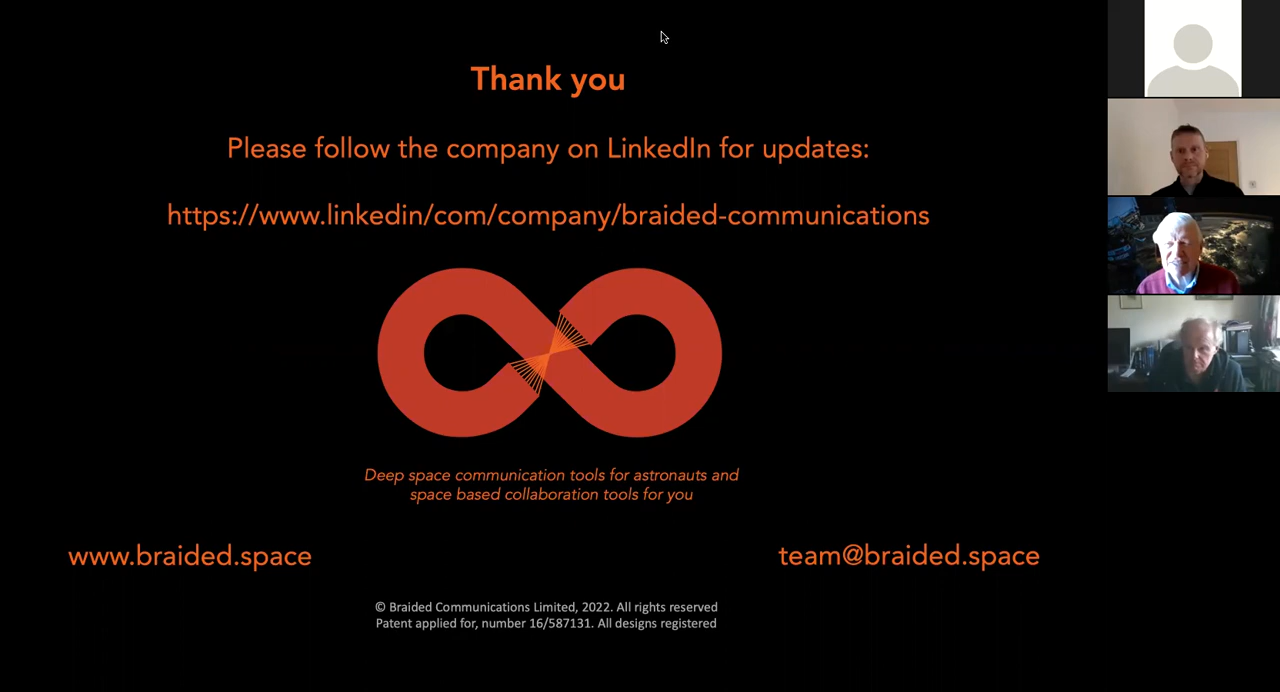 Thank you
Please follow the company on LinkedIn for updates:
https://www.linkedin/com/company/braided-communications
Deep space communication tools for astronauts and
space based collaboration tools for you
www.braided.space
team@braided.space
© Braided Communications Limited, 2022. All rights reserved
Patent applied for, number 16/587131. All designs registered